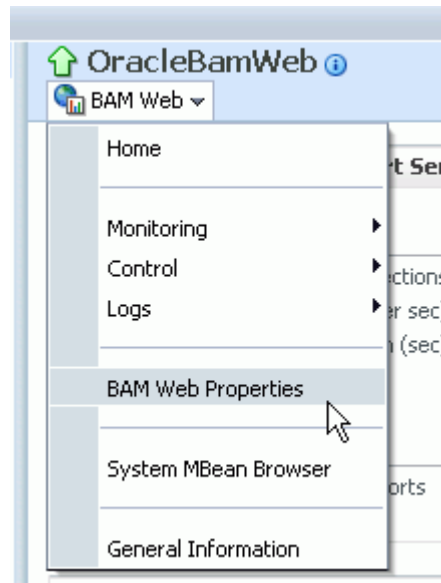 OracleBamWeb
BAM Web
Home
Monitoring
Control
Logs
BAM Web Properties
System MBean Browser
General Information